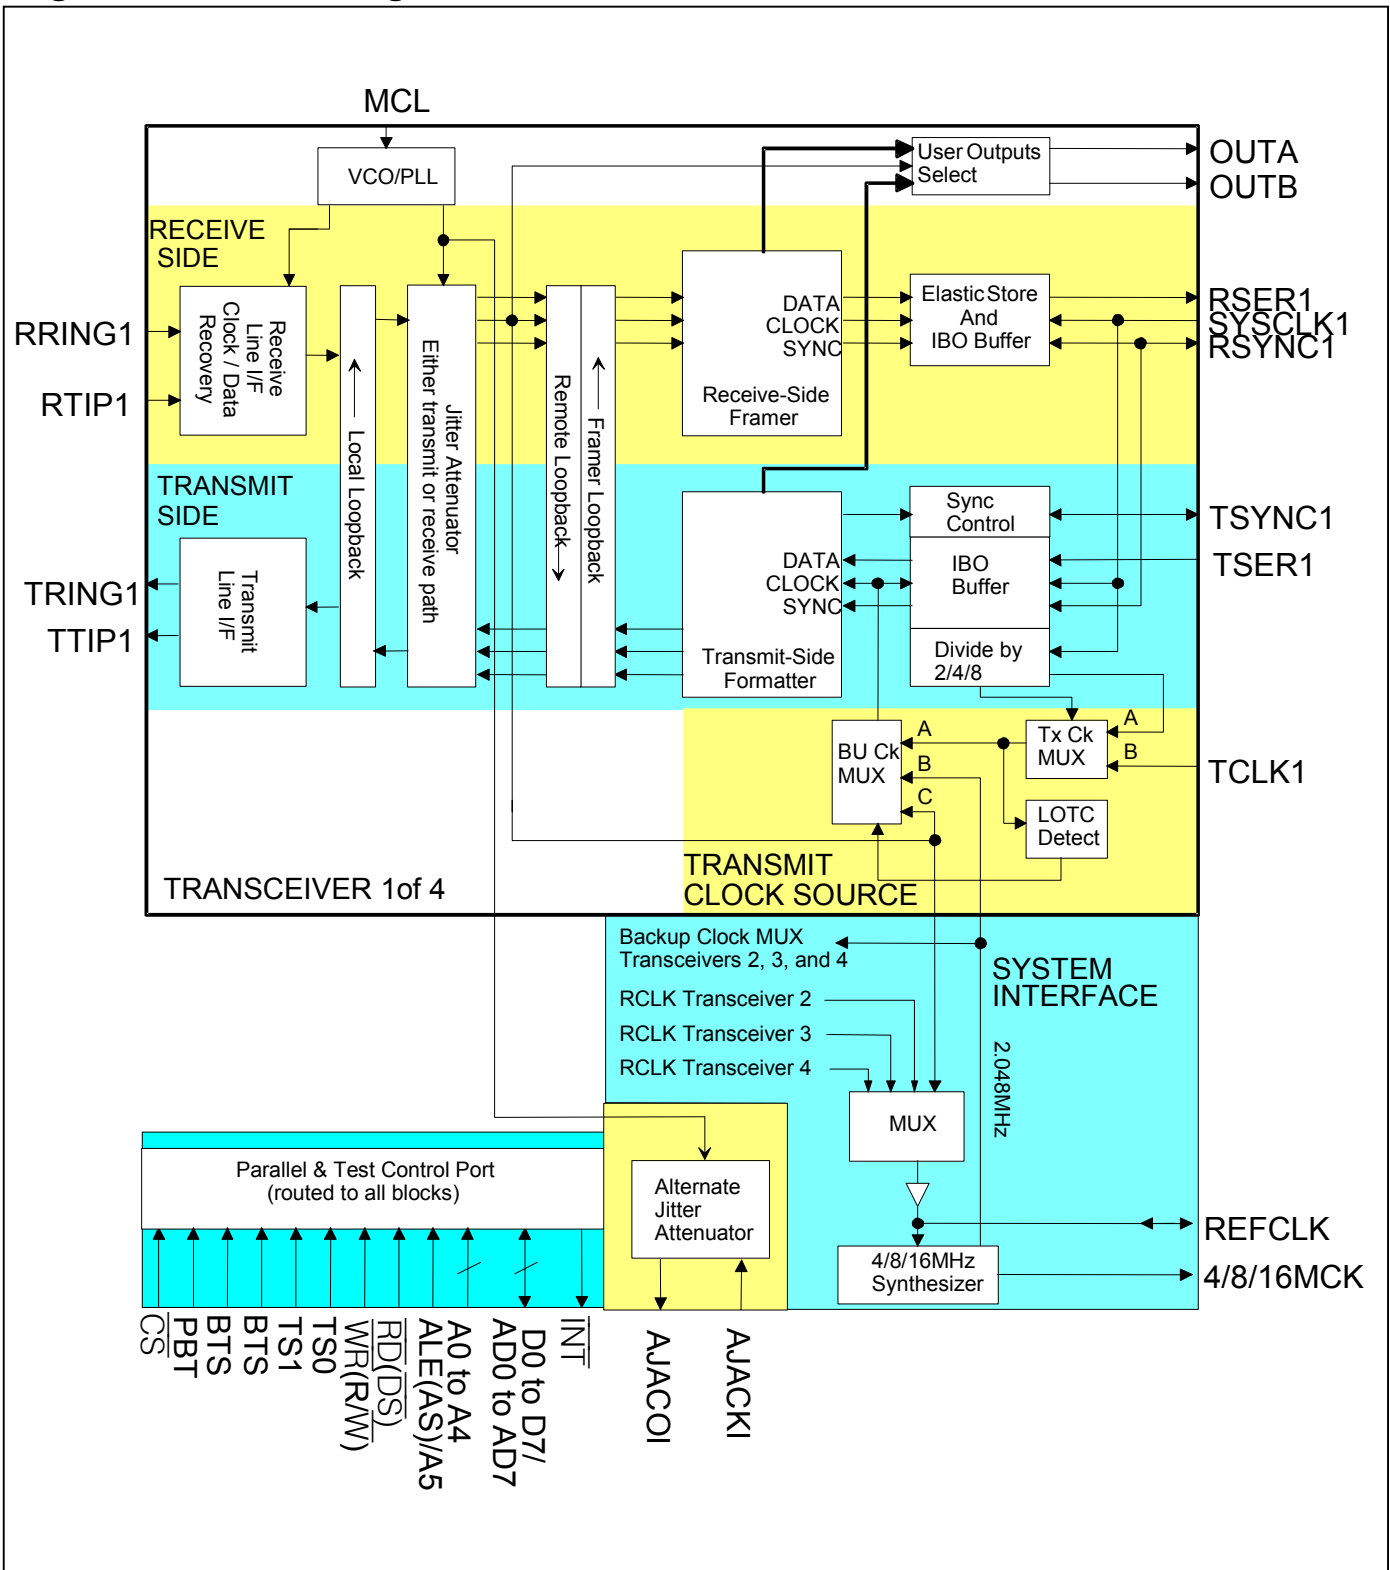 MCL
VCO/PLL
User Outputs
Select
OUTA
OUTB
RECEIVE
SIDE
RRING1
RTIP1
Receive
Line I/F
Clock / Data
Recovery
Local Loopback
Jitter Attenuator
Either transmit or receive path
Remote Loopback
Framer Loopback
DATA
CLOCK
SYNC
Receive-Side
Framer
Elastic Store
And
IBO Buffer
RSER1
SYSCLK1
RSYNC1
TRANSMIT
SIDE
TRING1
TTIP1
Transmit
Line I/F
DATA
CLOCK
SYNC
Transmit-Side
Formatter
Sync
Control
IBO
Buffer
Divide by
2/4/8
TSYNC1
TSER1
BU Ck
MUX
A
B
C
Tx Ck
MUX
A
B
TCLK1
LOTC
Detect
TRANSMIT
CLOCK SOURCE
TRANSCEIVER 1of 4
Backup Clock MUX
Transceivers 2, 3, and 4
SYSTEM
INTERFACE
RCLK Transceiver 2
RCLK Transceiver 3
RCLK Transceiver 4
2.048MHz
MUX
Parallel & Test Control Port
(routed to all blocks)
Alternate
Jitter
Attenuator
REFCLK
4/8/16MHz
Synthesizer
4/8/16MCK
CS
PBT
BTS
BTS
TS1
TS0
WR(R/W)
RD(DS)
ALE(AS)/A5
A0 to A4
D0 to D7/
AD0 to AD7
INT
AJACOI
AJACKI